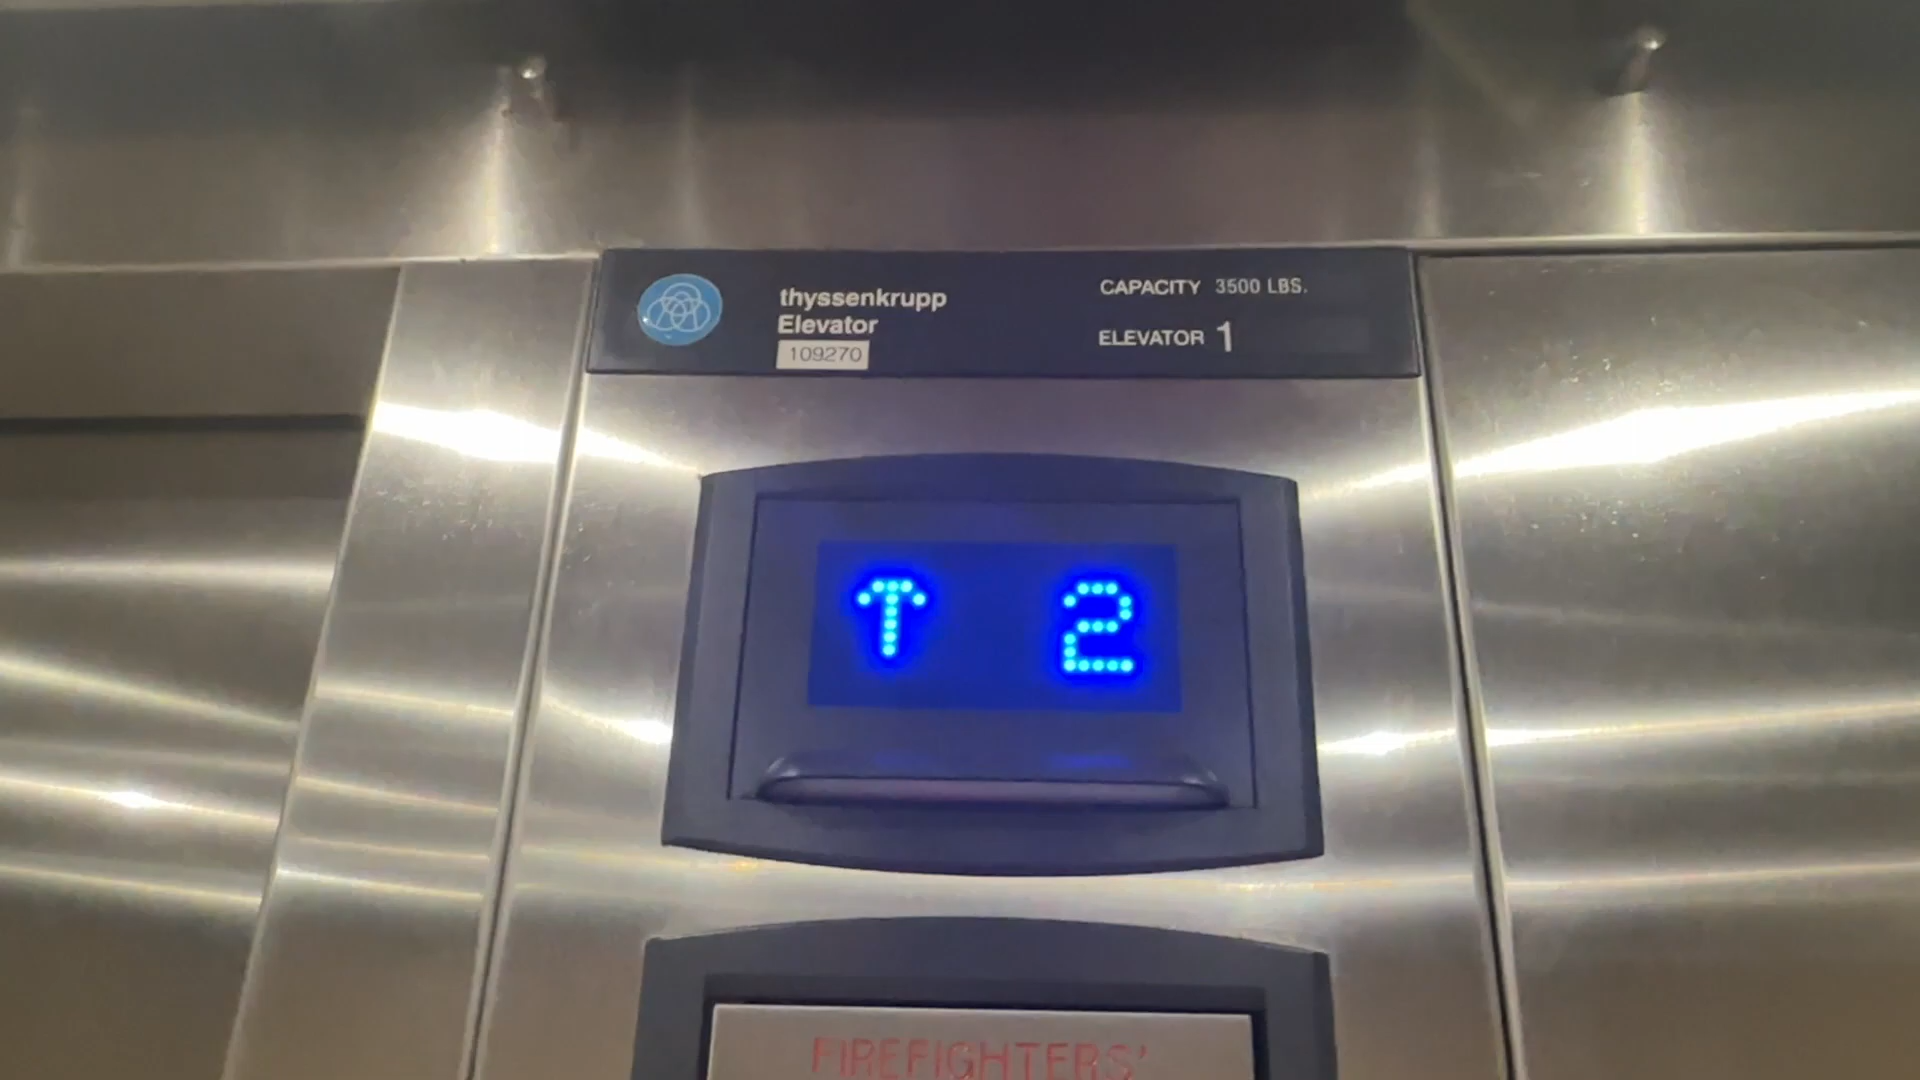 thyssenkrupp
Elevator
109270
CAPACITY 3500 LBS.
ELEVATOR 1
↑ 2
FIREFIGHTERS'